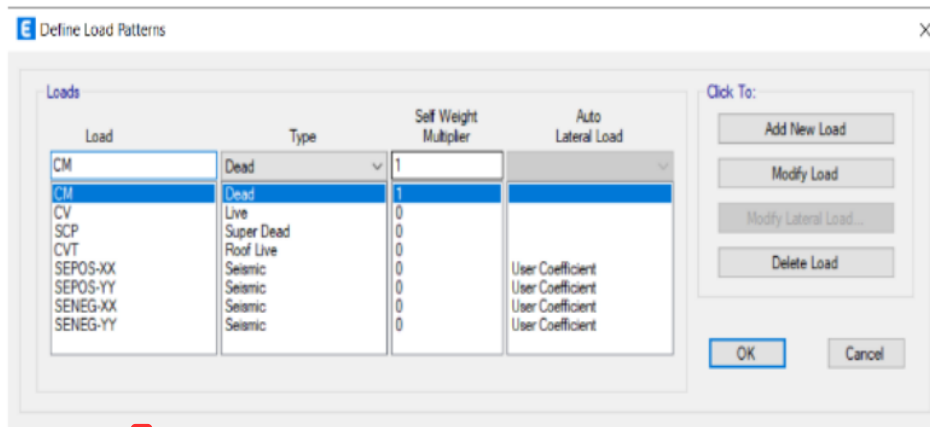 E Define Load Patterns X
Loads
Click To:
Load Type Self Weight Multiplier Auto Lateral Load
CM Dead 1
CM Dead 1
CV Live 0
SCP Super Dead 0
CVT Roof Live 0
SEPOS-XX Seismic 0 User Coefficient
SEPOS-YY Seismic 0 User Coefficient
SENEG-XX Seismic 0 User Coefficient
SENEG-YY Seismic 0 User Coefficient
Add New Load
Modify Load
Modify Lateral Load...
Delete Load
OK Cancel